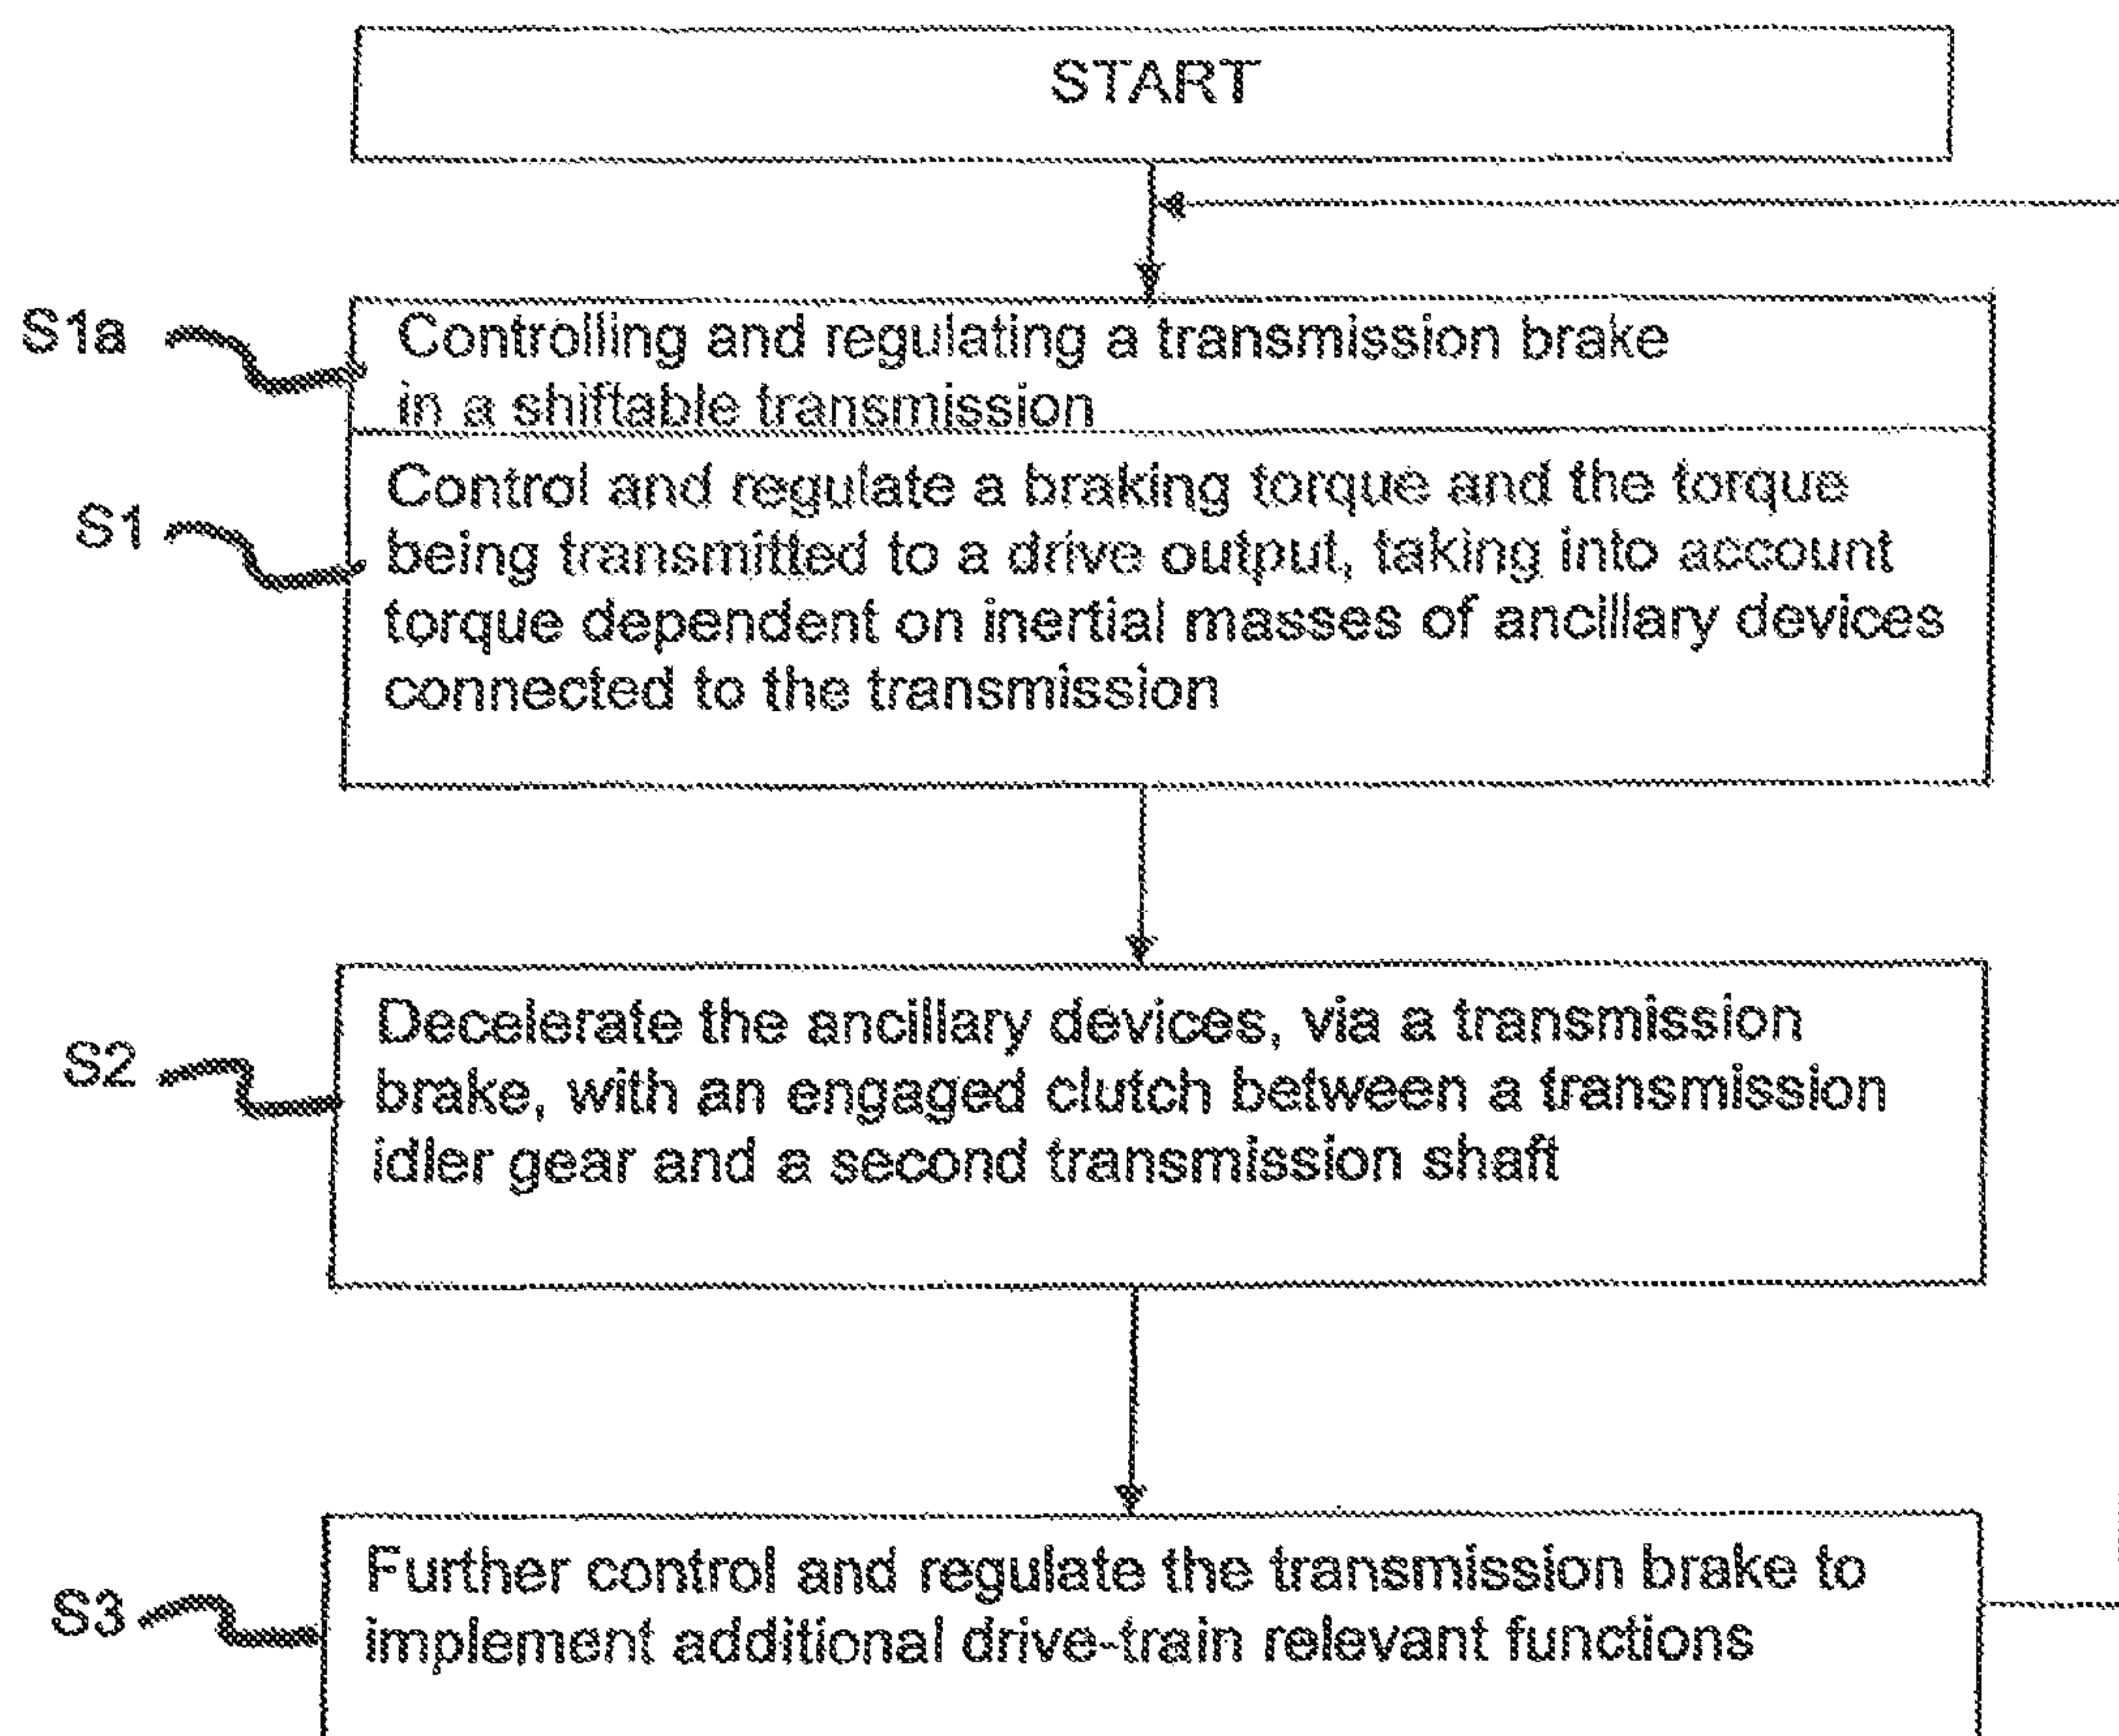 START
S1a
Controlling and regulating a transmission brake
in a shiftable transmission
S1
Control and regulate a braking torque and the torque
being transmitted to a drive output, taking into account
torque dependent on inertial masses of ancillary devices
connected to the transmission
S2
Decelerate the ancillary devices, via a transmission
brake, with an engaged clutch between a transmission
idler gear and a second transmission shaft
S3
Further control and regulate the transmission brake to
implement additional drive-train relevant functions